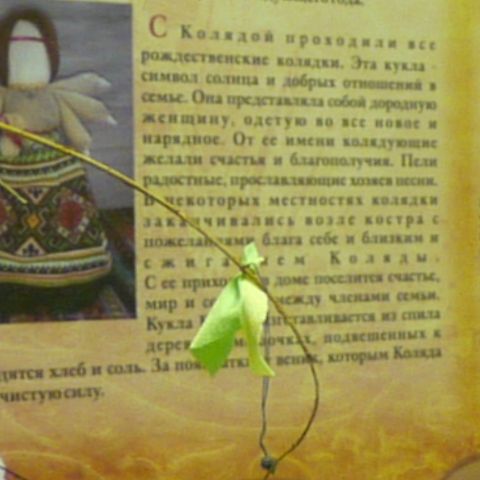 С Колядой проходили все
рождественские колядки. Эта кукла -
символ солнца и добрых отношений в
семье. Она представляла собой дородную
женщину, одетую во все новое и
нарядное. От ее имени колядующие
желали счастья и благополучия. Пели
радостные, прославляющие хозяев песни.
В некоторых местностях колядки
заканчивались возле костра с
пожеланиями блага себе и близким и
сжиганием Коляды.
С ее в доме поселится счастье,
мир и между членами семьи.
Кукла изготавливается из спила
подвешенных к
дятся хлеб и соль. За веник, которым Коляда
чистую силу.